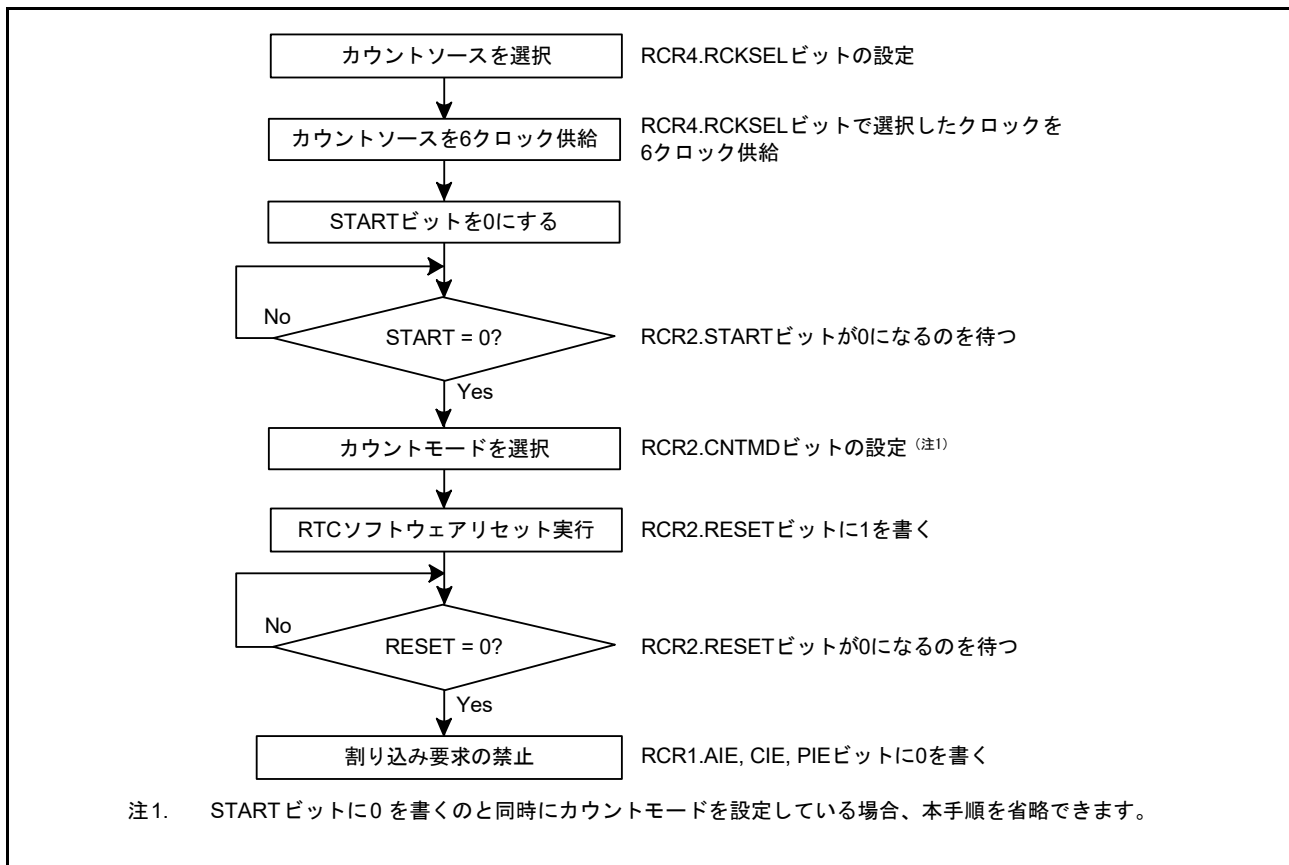 カウントソースを選択
RCR4.RCKSELビットの設定
カウントソースを6クロック供給
RCR4.RCKSELビットで選択したクロックを
6クロック供給
STARTビットを0にする
No
START = 0?
RCR2.STARTビットが0になるのを待つ
Yes
カウントモードを選択
RCR2.CNTMDビットの設定 (注1)
RTCソフトウェアリセット実行
RCR2.RESETビットに1を書く
No
RESET = 0?
RCR2.RESETビットが0になるのを待つ
Yes
割り込み要求の禁止
RCR1.AIE, CIE, PIEビットに0を書く
注1. STARTビットに0 を書くのと同時にカウントモードを設定している場合、本手順を省略できます。